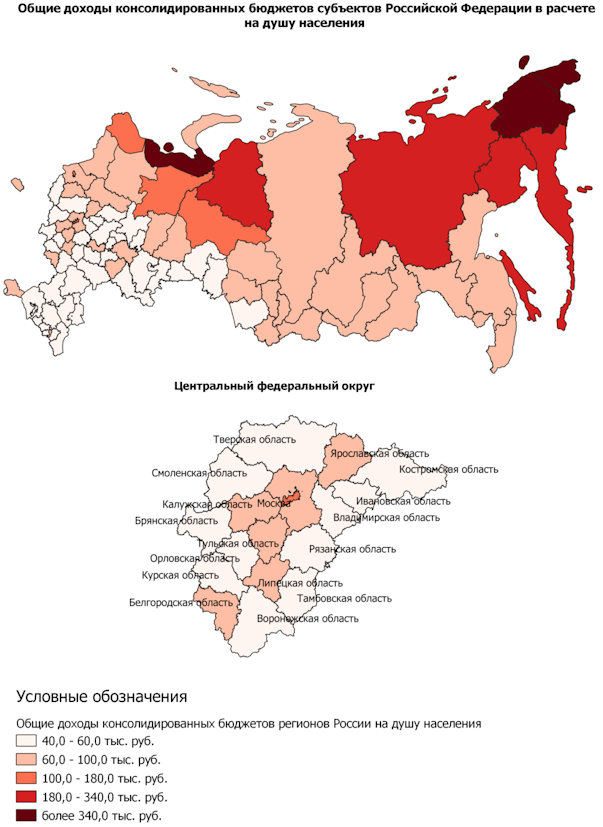 Общие доходы консолидированных бюджетов субъектов Российской Федерации в расчете
на душу населения
Центральный федеральный округ
Тверская область
Ярославская область
Костромская область
Смоленская область
Калужская область
Москва
Ивановская область
Брянская область
Владимирская область
Тульская область
Рязанская область
Орловская область
Курская область
Липецкая область
Белгородская область
Тамбовская область
Воронежская область
Условные обозначения
Общие доходы консолидированных бюджетов регионов России на душу населения
40,0 - 60,0 тыс. руб.
60,0 - 100,0 тыс. руб.
100,0 - 180,0 тыс. руб.
180,0 - 340,0 тыс. руб.
более 340,0 тыс. руб.